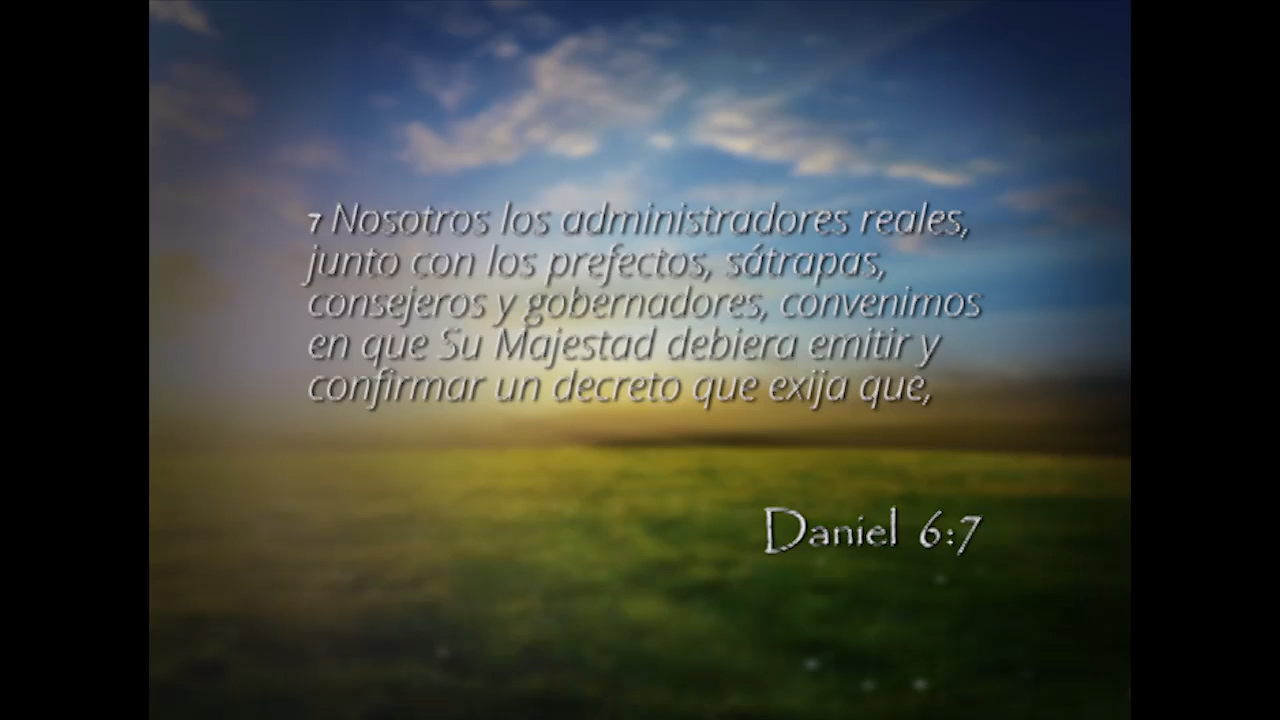 7 Nosotros los administradores reales,
junto con los prefectos, sátrapas,
consejeros y gobernadores, convenimos
en que Su Majestad debiera emitir y
confirmar un decreto que exija que,
Daniel 6:7